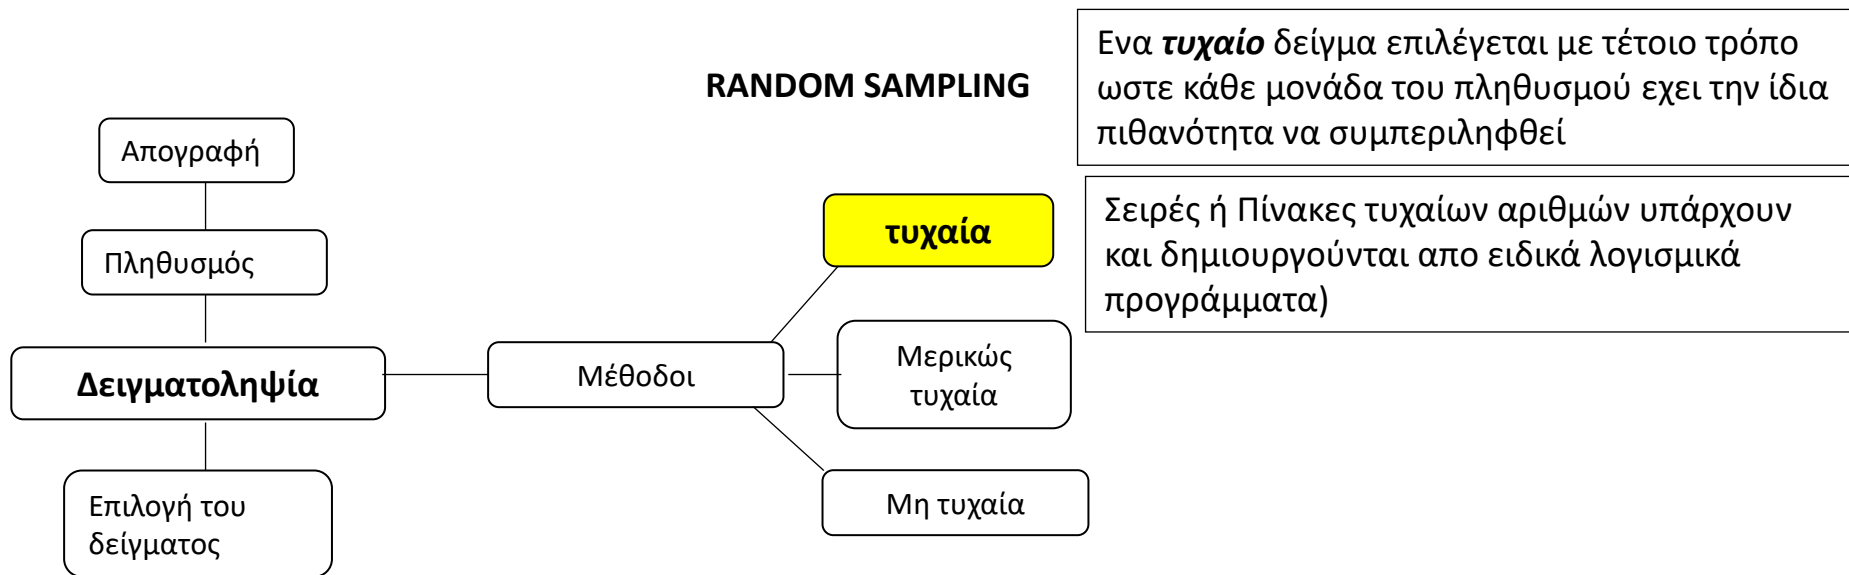 RANDOM SAMPLING
Ενα τυχαίο δείγμα επιλέγεται με τέτοιο τρόπο
ωστε κάθε μονάδα του πληθυσμού εχει την ίδια
πιθανότητα να συμπεριληφθεί
Απογραφή
τυχαία
Σειρές ή Πίνακες τυχαίων αριθμών υπάρχουν
και δημιουργούνται απο ειδικά λογισμικά
προγράμματα)
Πληθυσμός
Δειγματοληψία
Μέθοδοι
Μερικώς
τυχαία
Επιλογή του
δείγματος
Μη τυχαία